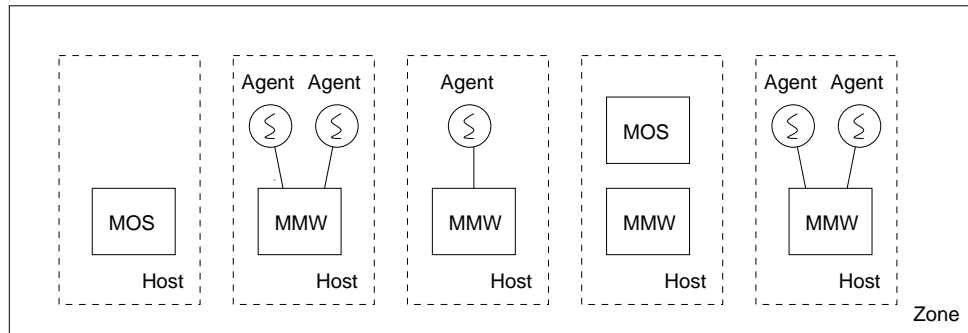 Agent Agent Agent Agent Agent
MOS
MOS MMW MMW MMW MMW
Host Host Host Host Host
Zone